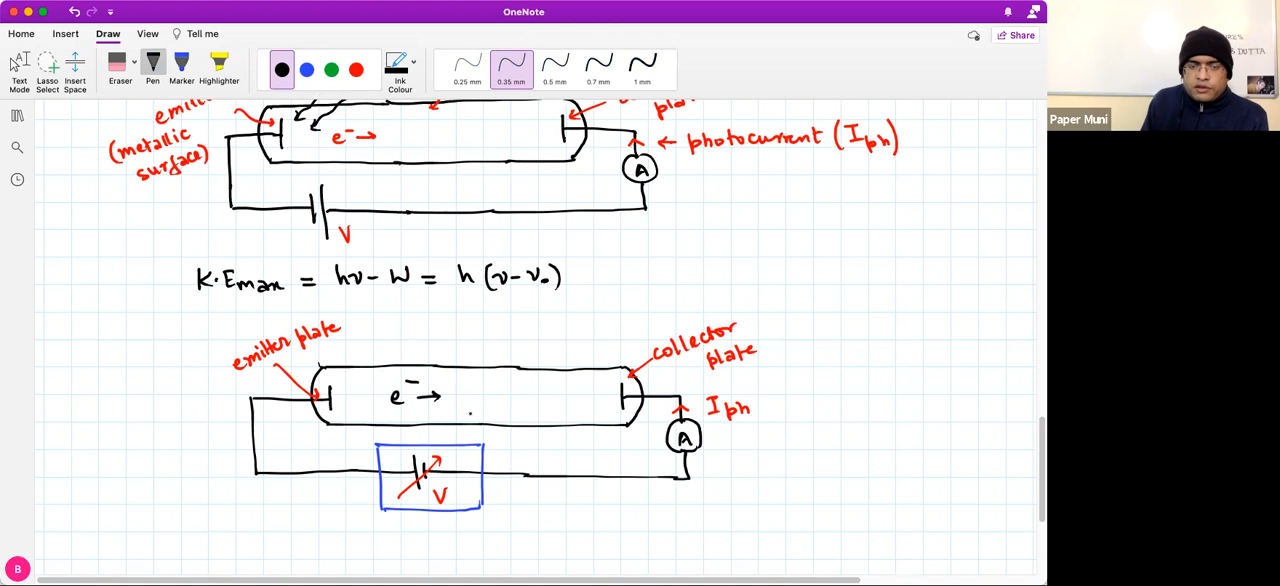 OneNote
Home Insert Draw View Tell me
Share
Text Mode
Lasso Select
Insert Space
Eraser
Pen
Marker
Highlighter
0.25 mm
0.35 mm
0.5 mm
0.7 mm
1 mm
Ink Colour
Paper Muni
(metallic surface)
e⁻ →
← photocurrent (Iph)
A
V
K·Emax = hν - W = h (ν - ν₀)
emitter plate
collector plate
e⁻ →
Iph
A
V
B